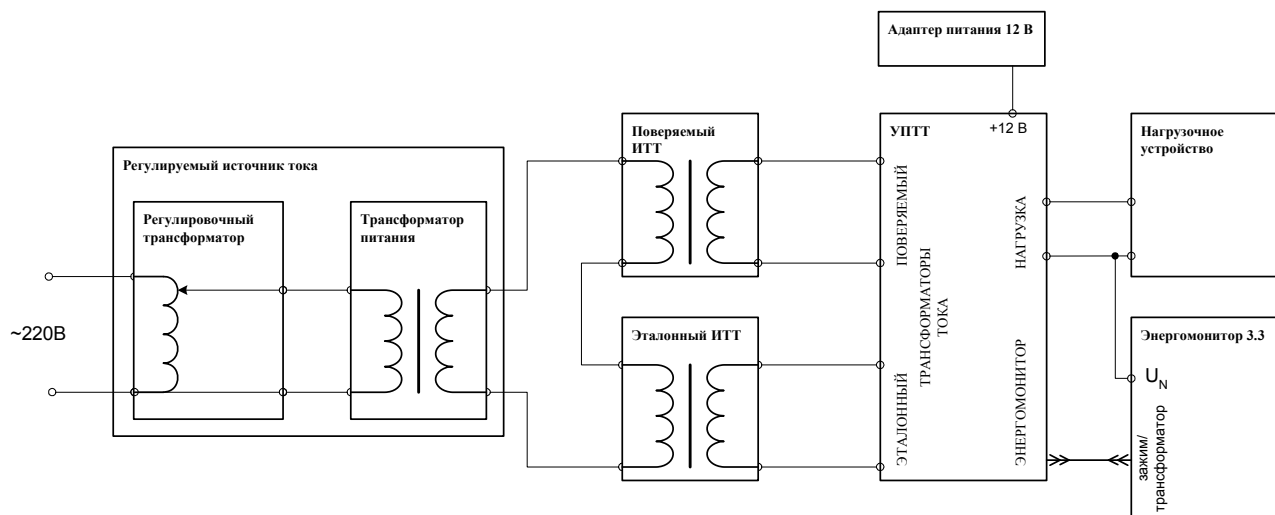 Адаптер питания 12 В
Регулируемый источник тока
Регулировочный
трансформатор
Трансформатор
питания
~220В
Поверяемый
ИТТ
Эталонный ИТТ
УПТТ
+12 В
ПОВЕРЯЕМЫЙ
ЭТАЛОННЫЙ
ТРАНСФОРМАТОРЫ
ТОКА
НАГРУЗКА
ЭНЕРГОМОНИТОР
Нагрузочное
устройство
Энергомонитор 3.3
UN
зажим/
трансформатор